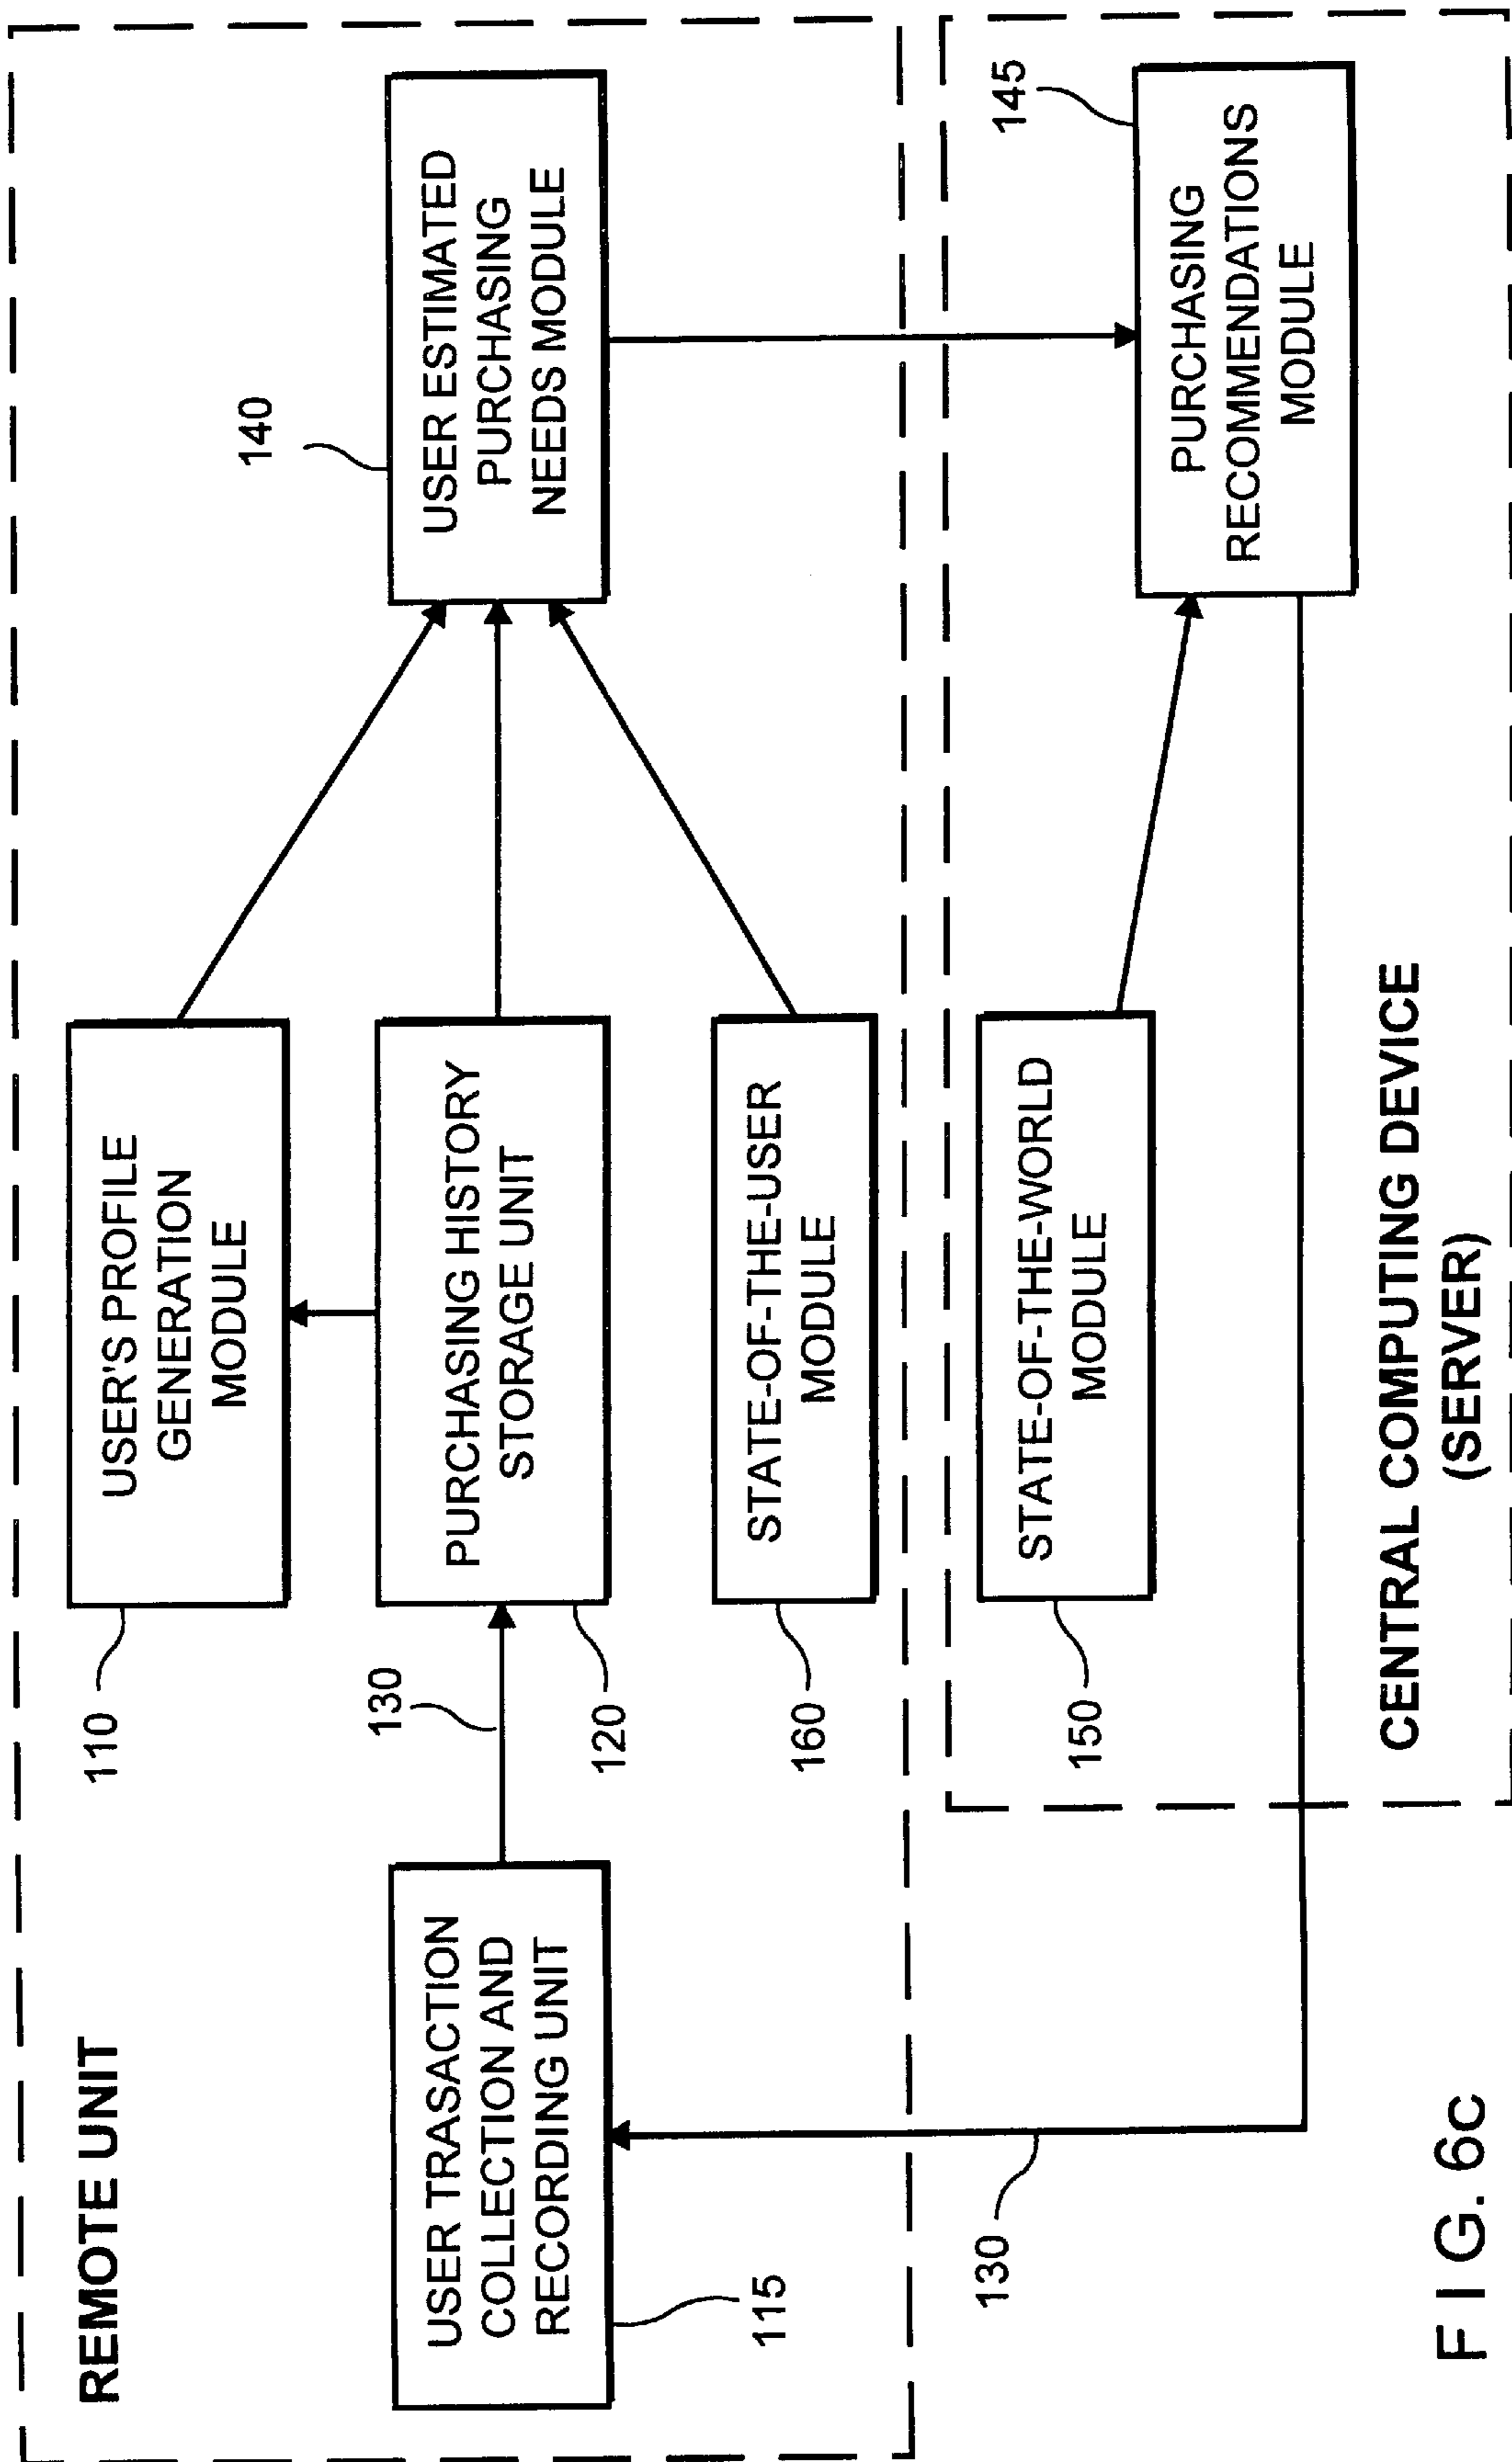 REMOTE UNIT
110
USER'S PROFILE
GENERATION
MODULE
140
USER ESTIMATED
PURCHASING
NEEDS MODULE
USER TRASACTION
COLLECTION AND
RECORDING UNIT
115
130
PURCHASING HISTORY
STORAGE UNIT
120
STATE-OF-THE-USER
MODULE
160
STATE-OF-THE-WORLD
MODULE
150
145
PURCHASING
RECOMMENDATIONS
MODULE
130
CENTRAL COMPUTING DEVICE
(SERVER)
FIG. 6c